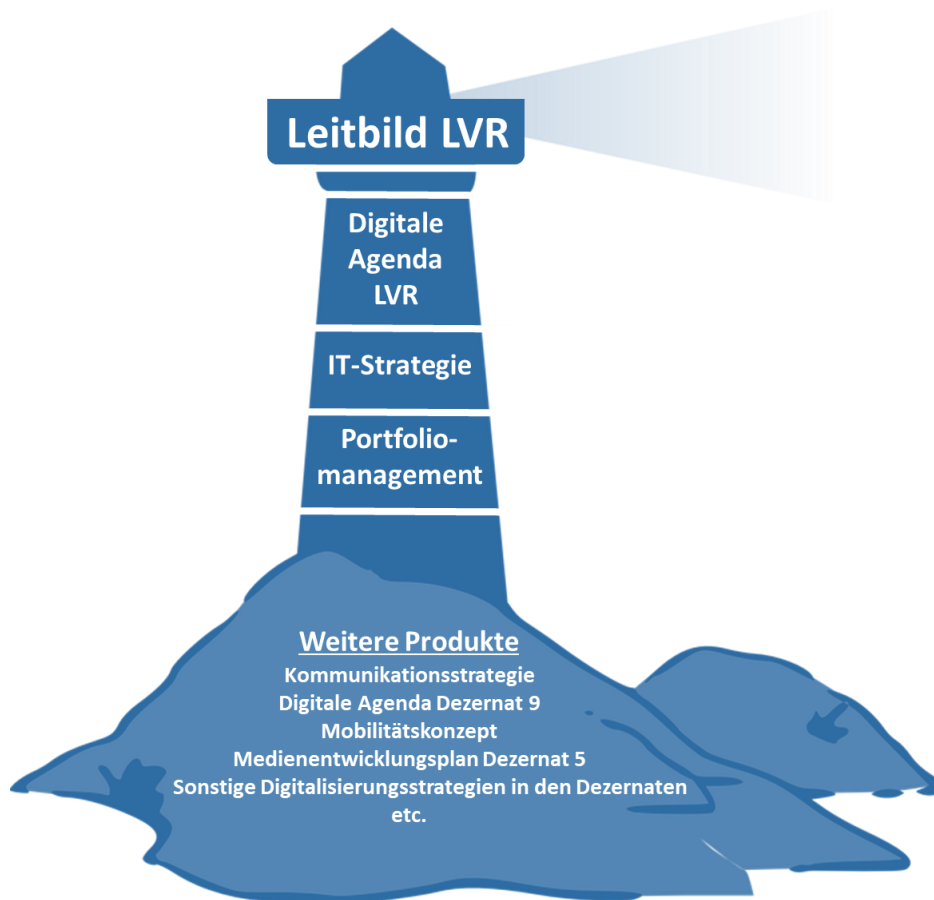 Leitbild LVR
Digitale
Agenda
LVR
IT-Strategie
Portfolio-
management
Weitere Produkte
Kommunikationsstrategie
Digitale Agenda Dezernat 9
Mobilitätskonzept
Medienentwicklungsplan Dezernat 5
Sonstige Digitalisierungsstrategien in den Dezernaten
etc.